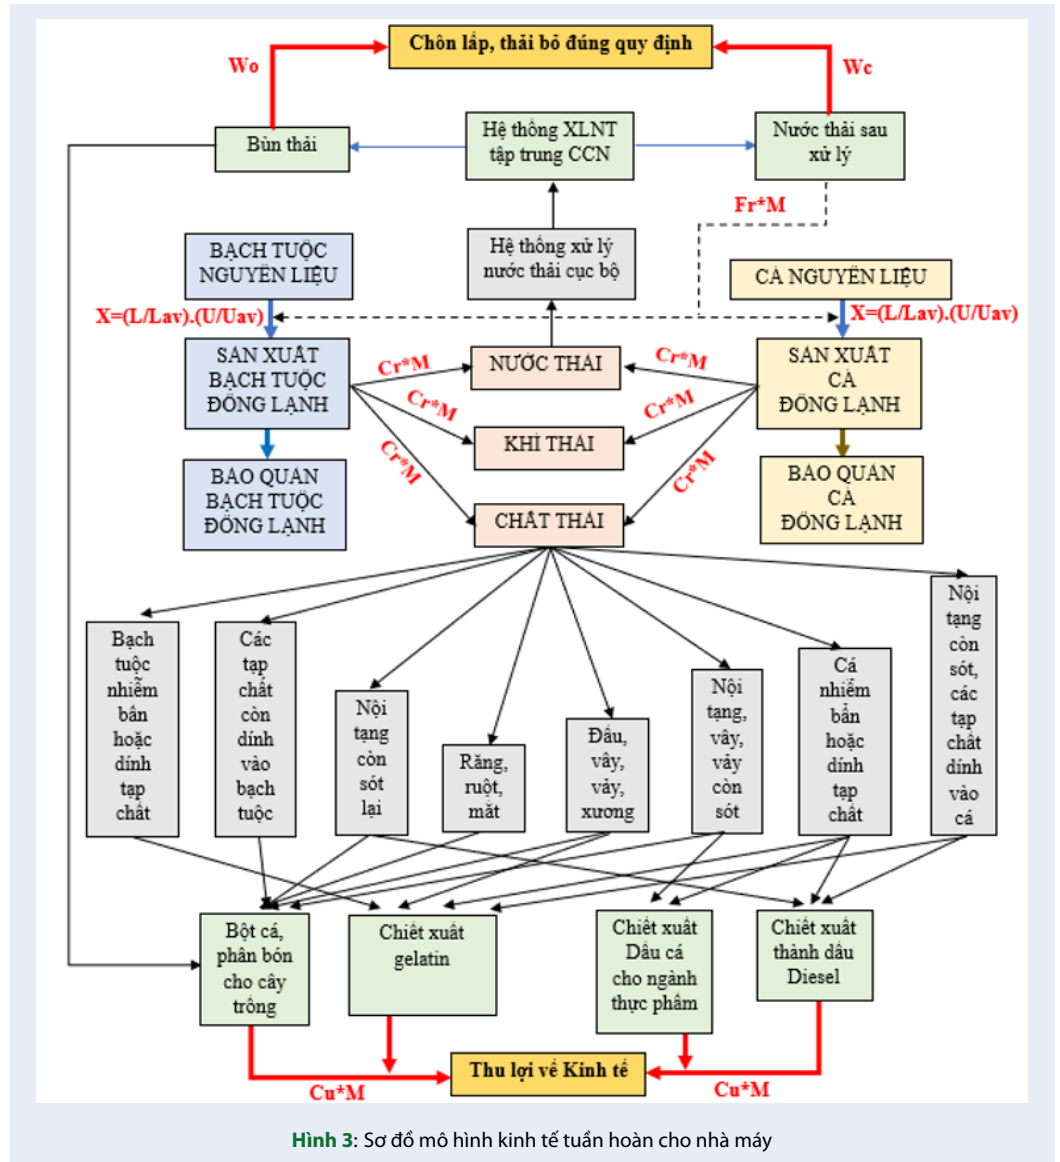 Chôn lấp, thải bỏ đúng quy định
Wo
Wc
Bùn thải
Hệ thống XLNT
tập trung CCN
Nước thải sau
xử lý
Fr*M
BẠCH TUỘC
NGUYÊN LIỆU
Hệ thống xử lý
nước thải cục bộ
CÁ NGUYÊN LIỆU
X=(L/Lav).(U/Uav)
X=(L/Lav).(U/Uav)
SẢN XUẤT
BẠCH TUỘC
ĐÔNG LẠNH
Cr*M
NƯỚC THẢI
Cr*M
SẢN XUẤT
CÁ
ĐÔNG LẠNH
Cr*M
Cr*M
KHÍ THẢI
Cr*M
Cr*M
BẢO QUẢN
BẠCH TUỘC
ĐÔNG LẠNH
BẢO QUẢN
CÁ
ĐÔNG LẠNH
CHẤT THẢI
Bạch
tuộc
nhiễm
bẩn
hoặc
dính
tạp
chất
Các
tạp
chất
còn
dính
vào
bạch
tuộc
Nội
tạng
còn
sót
lại
Răng,
ruột,
mắt
Đầu,
vây,
vảy,
xương
Nội
tạng,
vây,
vảy
còn
sót
Cá
nhiễm
bẩn
hoặc
dính
tạp
chất
Nội
tạng
còn
sót,
các
tạp
chất
dính
vào
cá
Bột cá,
phân bón
cho cây
trồng
Chiết xuất
gelatin
Chiết xuất
Dầu cá
cho ngành
thực phẩm
Chiết xuất
thành dầu
Diesel
Thu lợi về Kinh tế
Cu*M
Cu*M
Hình 3: Sơ đồ mô hình kinh tế tuần hoàn cho nhà máy